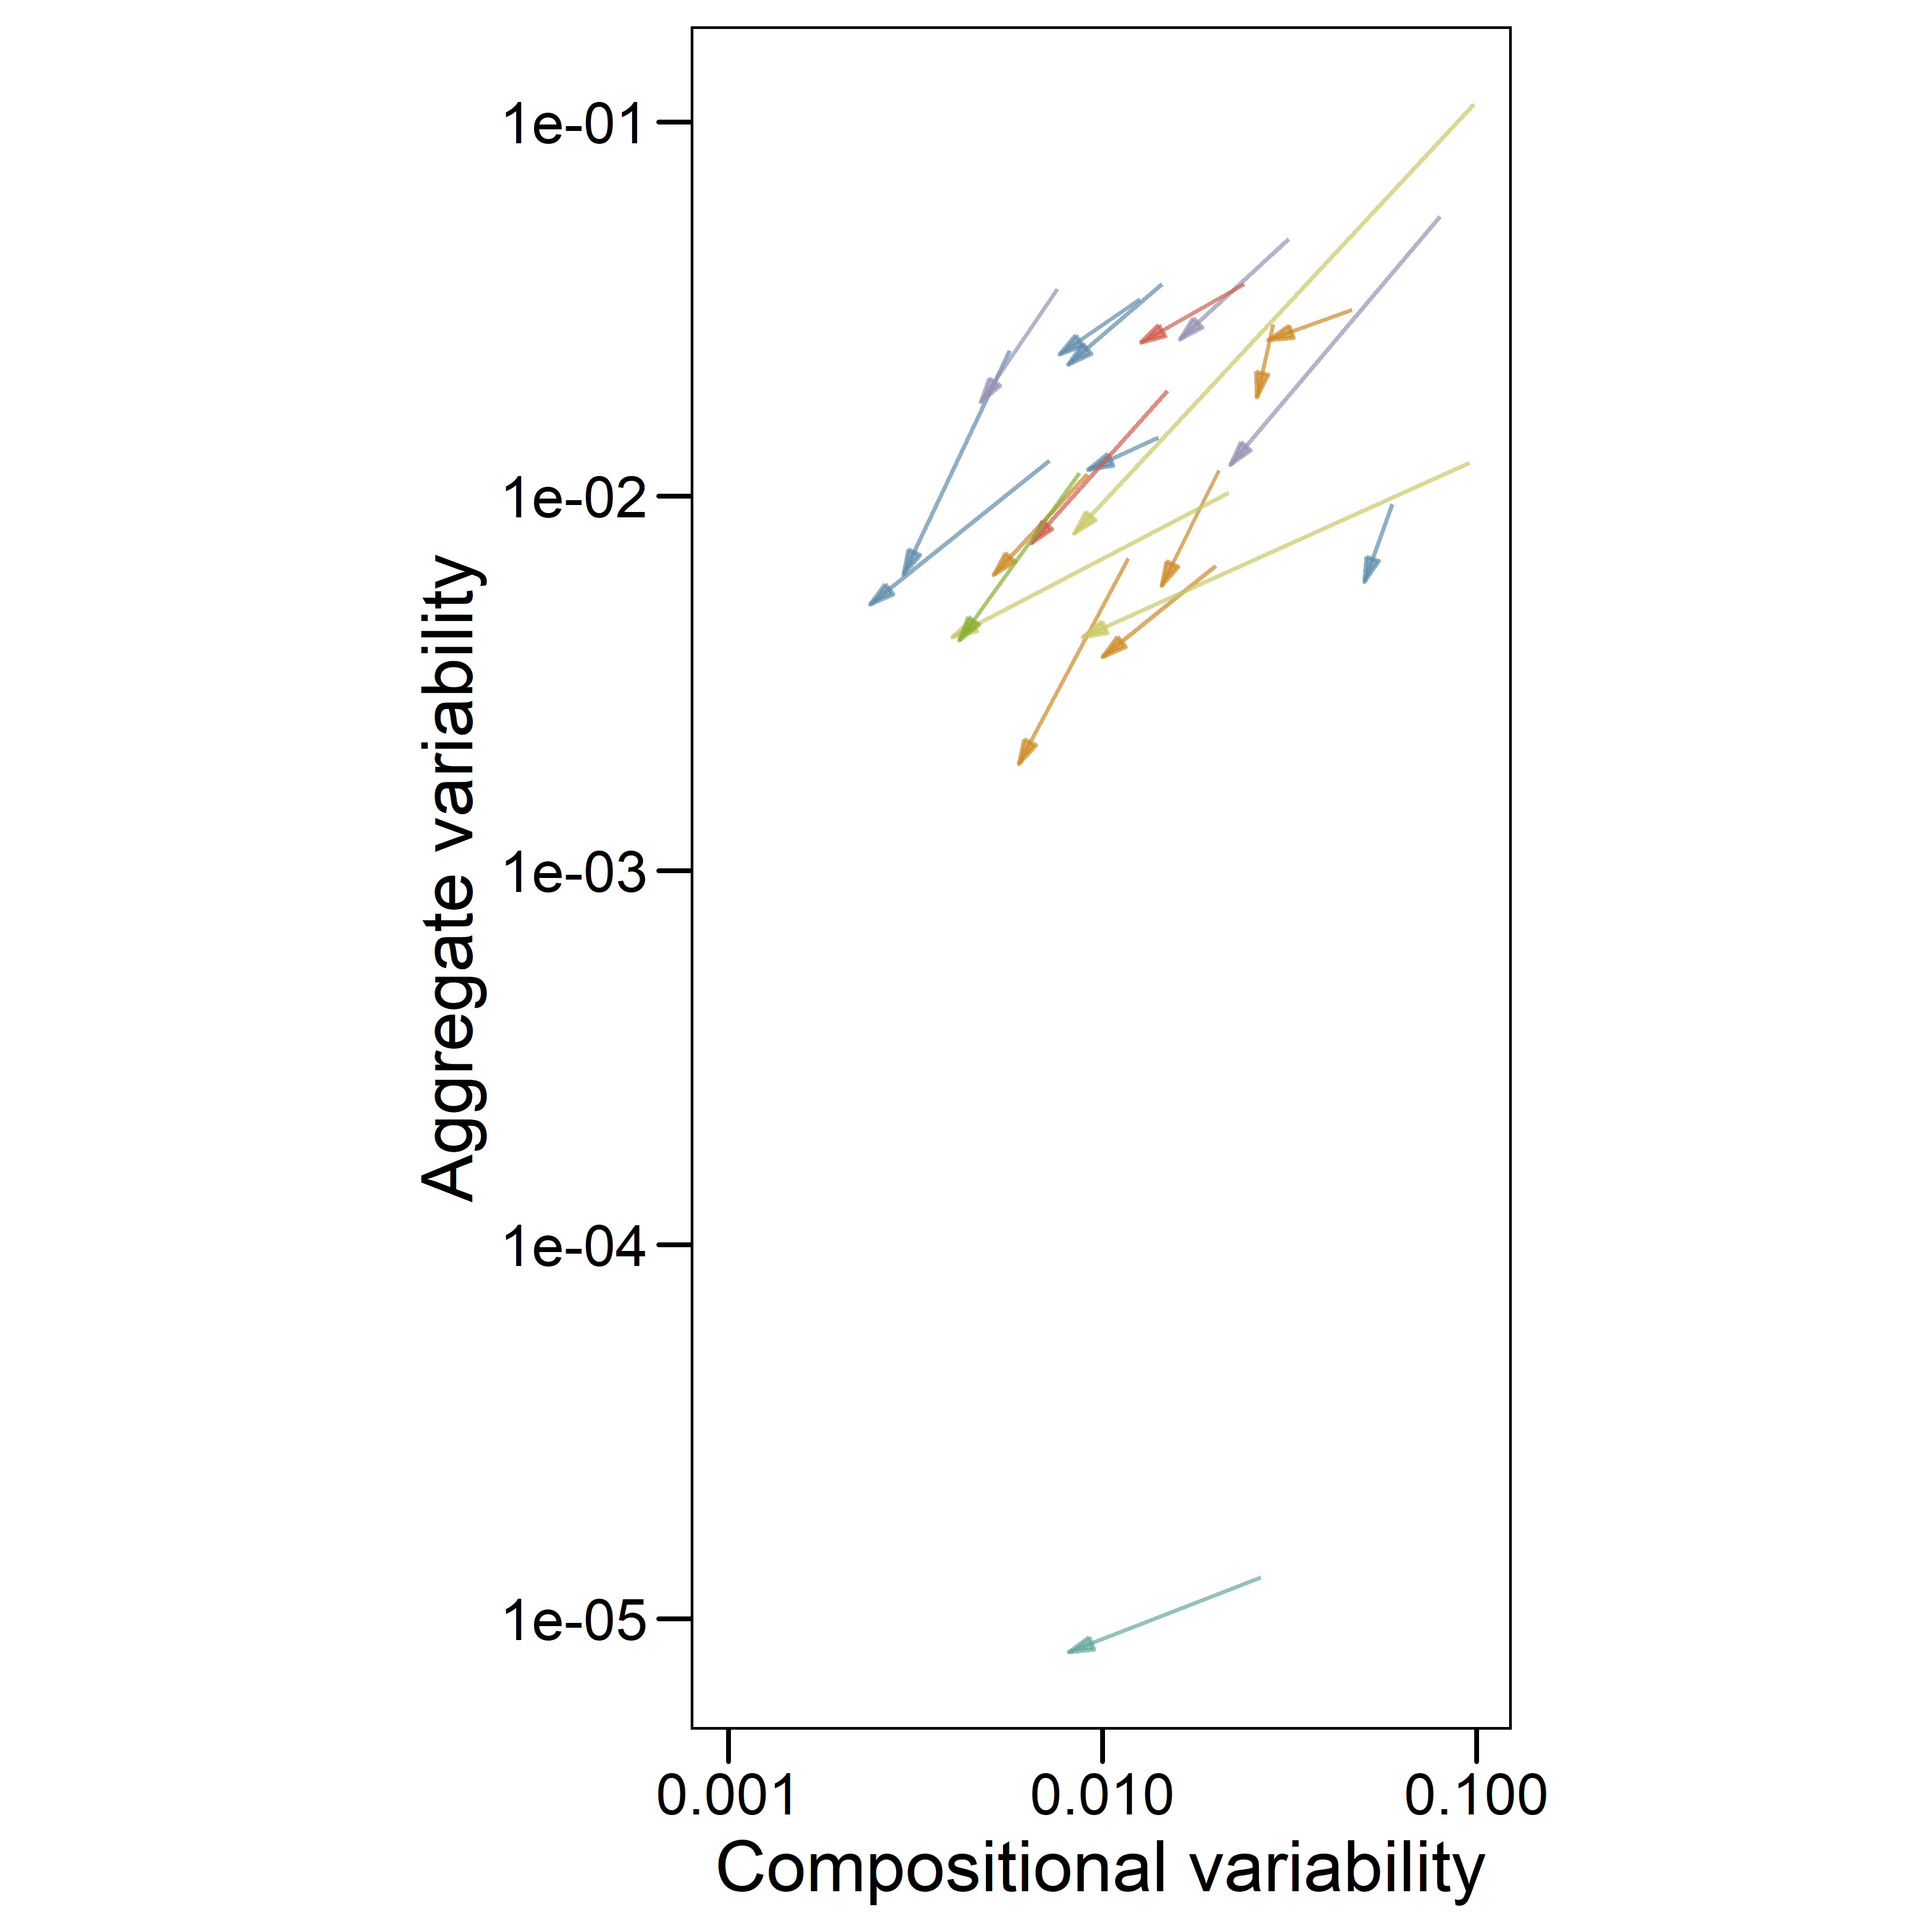 1e-01
1e-02
1e-03
1e-04
1e-05
Aggregate variability
0.001
0.010
0.100
Compositional variability